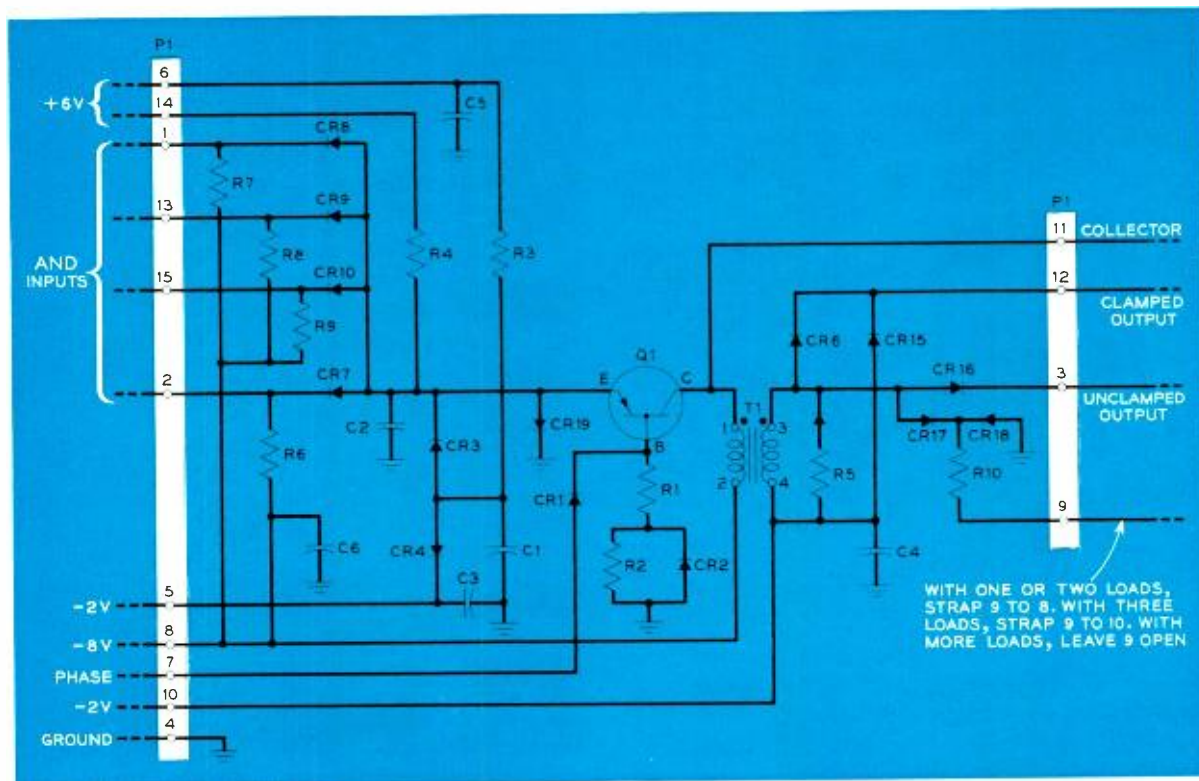 P1
6
+6V
14
C5
1
CR8
R7
P1
13
CR9
11
COLLECTOR
R8
R4
R3
AND
INPUTS
15
CR10
12
CLAMPED
OUTPUT
R9
CR6
CR15
Q1
2
CR7
E
C
CR16
3
UNCLAMPED
OUTPUT
C2
CR19
T1
1
3
CR17
CR18
B
R6
CR3
CR1
R1
2
4
R5
R10
9
C6
CR4
C1
R2
CR2
C4
5
-2V
C3
WITH ONE OR TWO LOADS,
STRAP 9 TO 8. WITH THREE
LOADS, STRAP 9 TO 10. WITH
MORE LOADS, LEAVE 9 OPEN
8
-8V
7
PHASE
10
-2V
4
GROUND